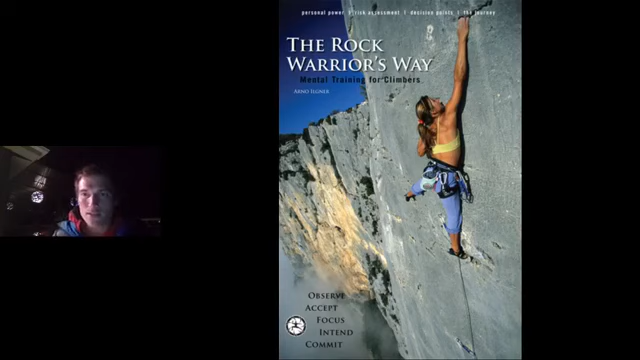 personal power | risk assessment | decision points | the journey
THE ROCK
WARRIOR'S WAY
Mental Training for Climbers
ARNO ILGNER
OBSERVE
ACCEPT
FOCUS
INTEND
COMMIT